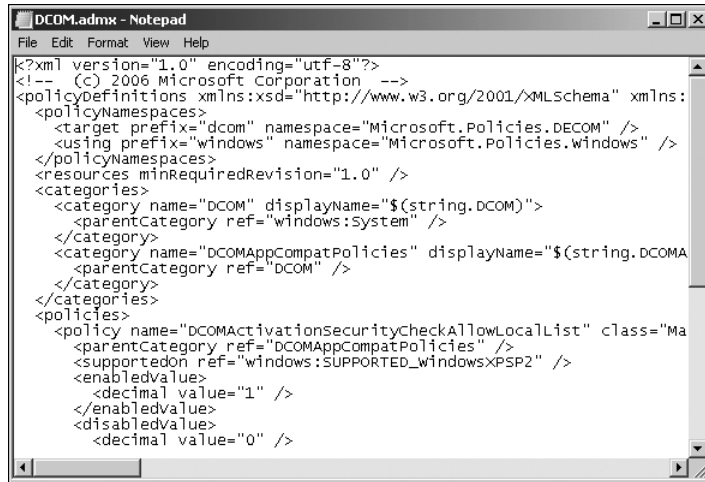 DCOM.admx - Notepad
File Edit Format View Help
<?xml version="1.0" encoding="utf-8"?>
<!-- (c) 2006 Microsoft Corporation -->
<policyDefinitions xmlns:xsd="http://www.w3.org/2001/XMLSchema" xmlns:
<policyNamespaces>
<target prefix="dcom" namespace="Microsoft.Policies.DECOM" />
<using prefix="windows" namespace="Microsoft.Policies.Windows" />
</policyNamespaces>
<resources minRequiredRevision="1.0" />
<categories>
<category name="DCOM" displayName="$(string.DCOM)">
<parentCategory ref="windows:System" />
</category>
<category name="DCOMAppCompatPolicies" displayName="$(string.DCOMA
<parentCategory ref="DCOM" />
</category>
</categories>
<policies>
<policy name="DCOMActivationSecurityCheckAllowLocalList" class="Ma
<parentCategory ref="DCOMAppCompatPolicies" />
<supportedOn ref="windows:SUPPORTED_WindowsXPSP2" />
<enabledValue>
<decimal value="1" />
</enabledValue>
<disabledValue>
<decimal value="0" />